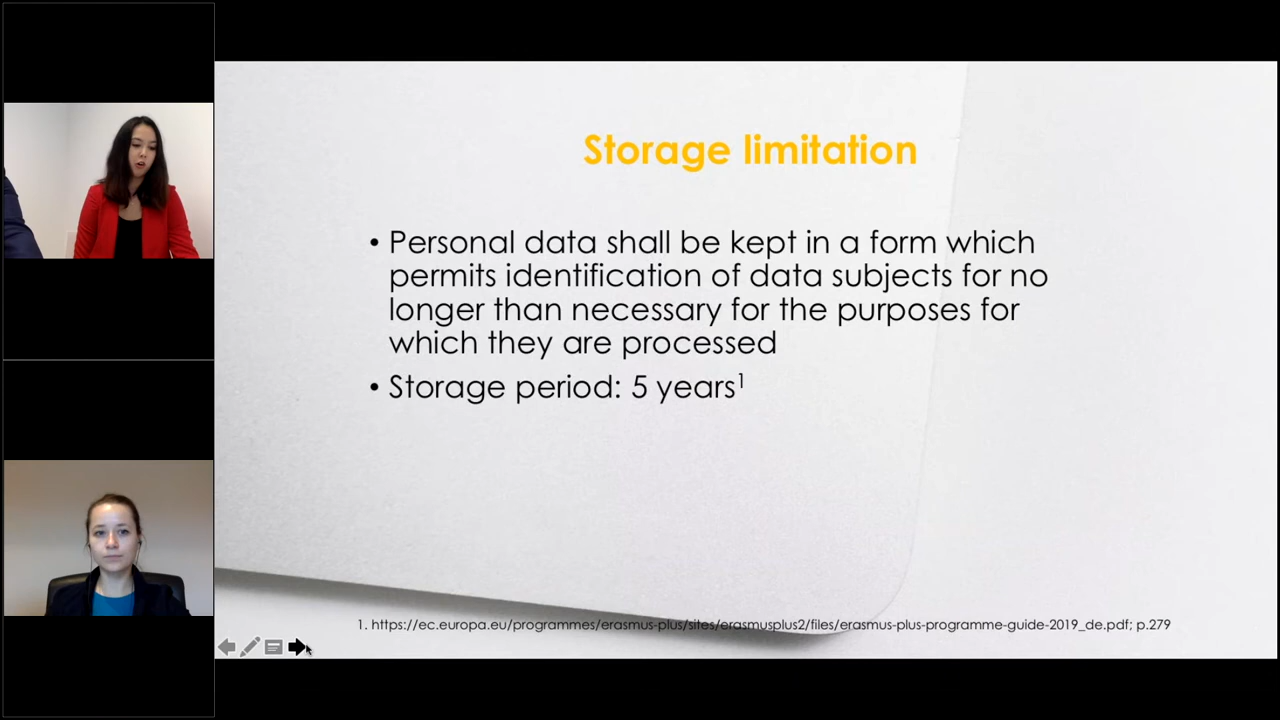 Storage limitation
• Personal data shall be kept in a form which
permits identification of data subjects for no
longer than necessary for the purposes for
which they are processed
• Storage period: 5 years¹
1. https://ec.europa.eu/programmes/erasmus-plus/sites/erasmusplus2/files/erasmus-plus-programme-guide-2019_de.pdf; p.279